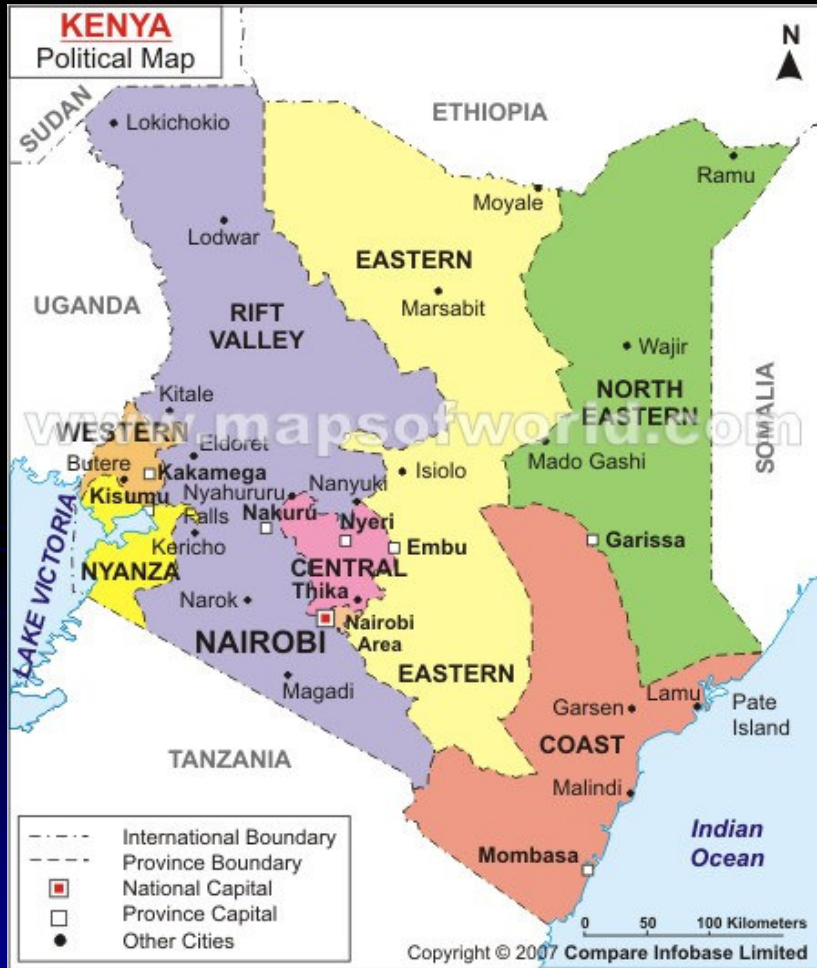 KENYA
Political Map
N
SUDAN
ETHIOPIA
Lokichokio
Ramu
Moyale
Lodwar
EASTERN
Marsabit
UGANDA
RIFT
VALLEY
Wajir
SOMALIA
Kitale
NORTH
EASTERN
www.mapsofworld.com
WESTERN
Eldoret
Mado Gashi
Butere
Kakamega
Isiolo
Kisumu
Nyahururu
Falls
Nanyuki
Nakuru
Nyeri
Kericho
Embu
Garissa
LAKE VICTORIA
NYANZA
CENTRAL
Thika
Narok
Nairobi
Area
NAIROBI
EASTERN
Magadi
Garsen
Lamu
Pate
Island
COAST
TANZANIA
Malindi
Indian
Ocean
Mombasa
International Boundary
Province Boundary
National Capital
Province Capital
Other Cities
0 50 100 Kilometers
Copyright © 2007 Compare Infobase Limited